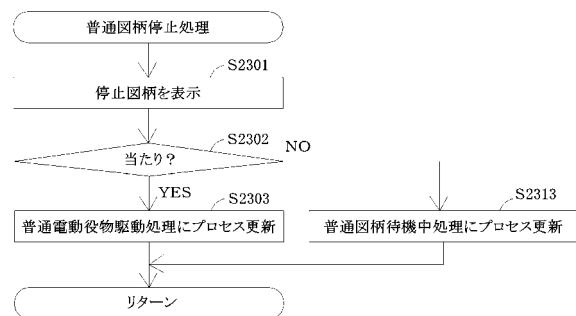 普通図柄停止処理
S2301
停止図柄を表示
S2302
当たり？
NO
YES
S2303
普通電動役物駆動処理にプロセス更新
S2313
普通図柄待機中処理にプロセス更新
リターン